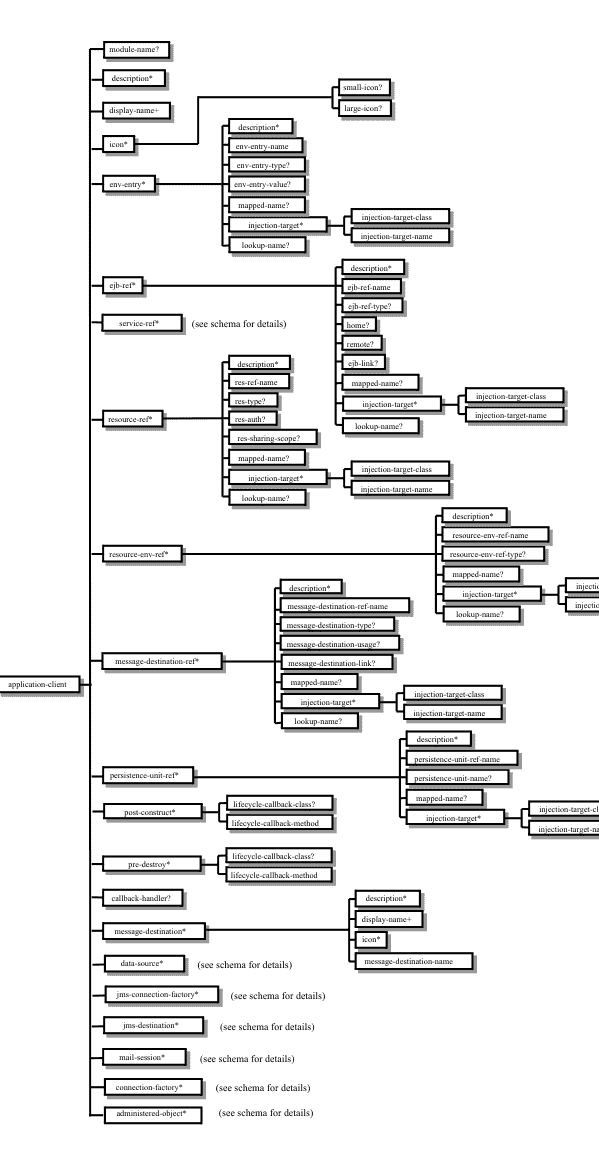 module-name?
description*
display-name+
icon*
small-icon?
large-icon?
env-entry*
description*
env-entry-name
env-entry-type?
env-entry-value?
mapped-name?
injection-target*
injection-target-class
injection-target-name
lookup-name?
ejb-ref*
description*
ejb-ref-name
ejb-ref-type?
home?
remote?
ejb-link?
mapped-name?
injection-target*
injection-target-class
injection-target-name
lookup-name?
service-ref* (see schema for details)
resource-ref*
description*
res-ref-name
res-type?
res-auth?
res-sharing-scope?
mapped-name?
injection-target*
injection-target-class
injection-target-name
lookup-name?
resource-env-ref*
description*
resource-env-ref-name
resource-env-ref-type?
mapped-name?
injection-target*
lookup-name?
message-destination-ref*
description*
message-destination-ref-name
message-destination-type?
message-destination-usage?
message-destination-link?
mapped-name?
injection-target*
injection-target-class
injection-target-name
lookup-name?
application-client
persistence-unit-ref*
description*
persistence-unit-ref-name
persistence-unit-name?
mapped-name?
injection-target*
injection-target-cl
injection-target-na
post-construct*
lifecycle-callback-class?
lifecycle-callback-method
pre-destroy*
lifecycle-callback-class?
lifecycle-callback-method
callback-handler?
message-destination*
description*
display-name+
icon*
message-destination-name
data-source* (see schema for details)
jms-connection-factory* (see schema for details)
jms-destination* (see schema for details)
mail-session* (see schema for details)
connection-factory* (see schema for details)
administered-object* (see schema for details)